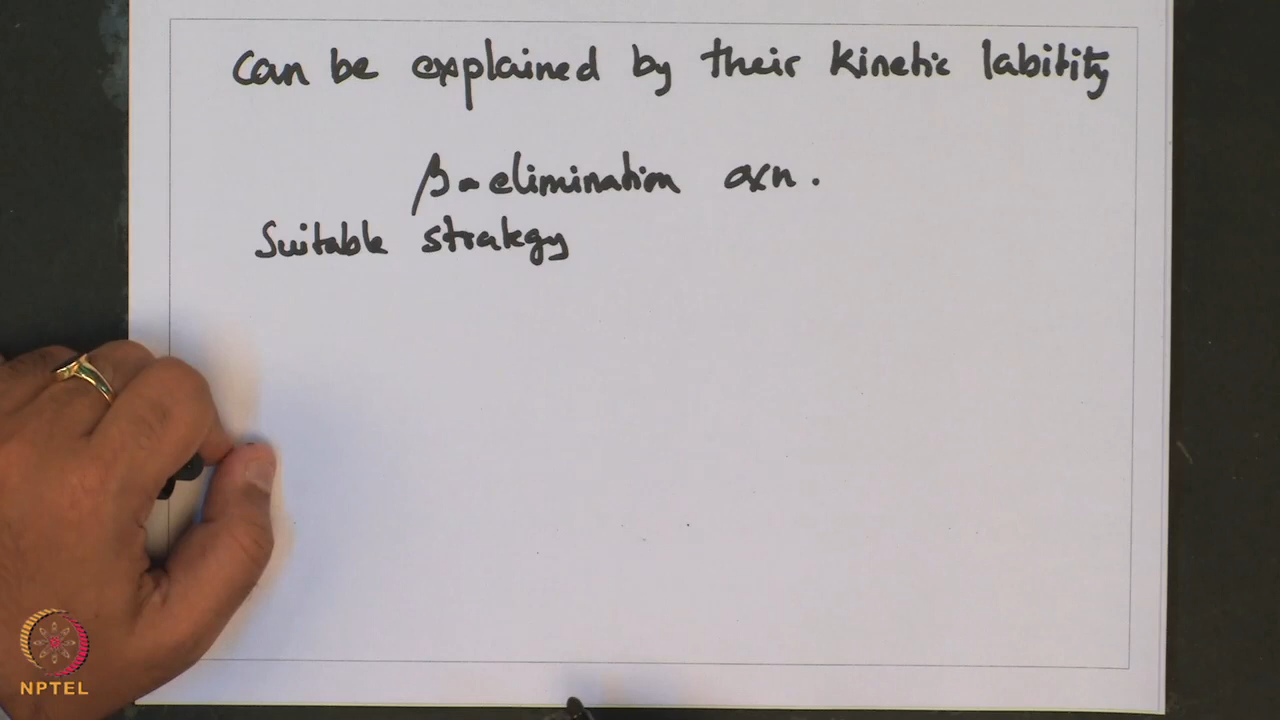 can be explained by their kinetic lability
β-elimination rxn.
Suitable strategy
NPTEL